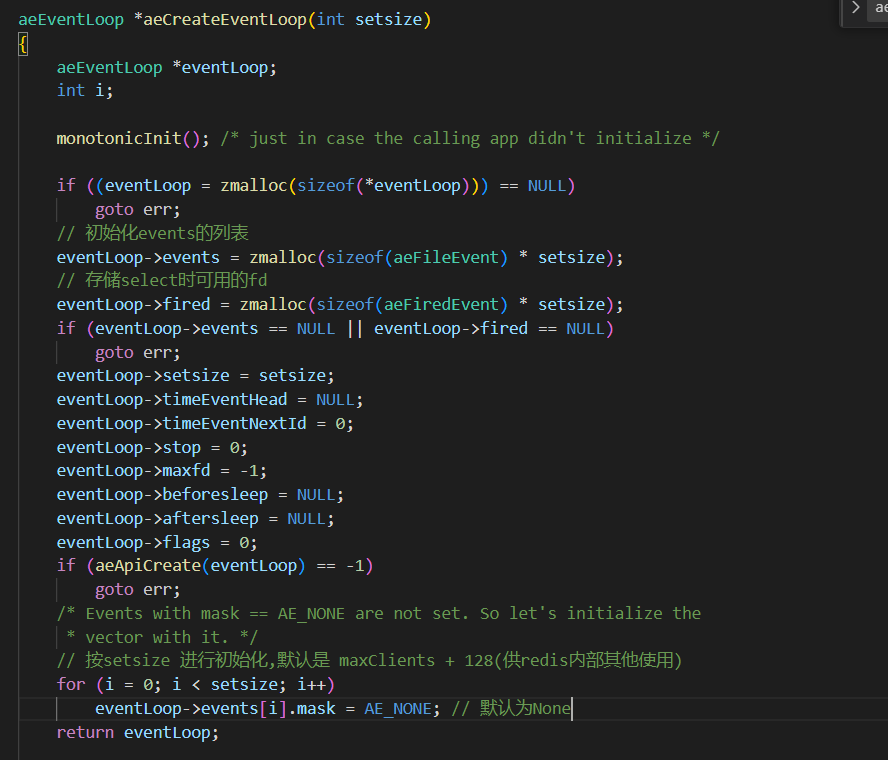 aeEventLoop *aeCreateEventLoop(int setsize)
{
    aeEventLoop *eventLoop;
    int i;

    monotonicInit(); /* just in case the calling app didn't initialize */

    if ((eventLoop = zmalloc(sizeof(*eventLoop))) == NULL)
        goto err;
    // 初始化events的列表
    eventLoop->events = zmalloc(sizeof(aeFileEvent) * setsize);
    // 存储select时可用的fd
    eventLoop->fired = zmalloc(sizeof(aeFiredEvent) * setsize);
    if (eventLoop->events == NULL || eventLoop->fired == NULL)
        goto err;
    eventLoop->setsize = setsize;
    eventLoop->timeEventHead = NULL;
    eventLoop->timeEventNextId = 0;
    eventLoop->stop = 0;
    eventLoop->maxfd = -1;
    eventLoop->beforesleep = NULL;
    eventLoop->aftersleep = NULL;
    eventLoop->flags = 0;
    if (aeApiCreate(eventLoop) == -1)
        goto err;
    /* Events with mask == AE_NONE are not set. So let's initialize the
     * vector with it. */
    // 按setsize 进行初始化,默认是 maxClients + 128(供redis内部其他使用)
    for (i = 0; i < setsize; i++)
        eventLoop->events[i].mask = AE_NONE; // 默认为None
    return eventLoop;